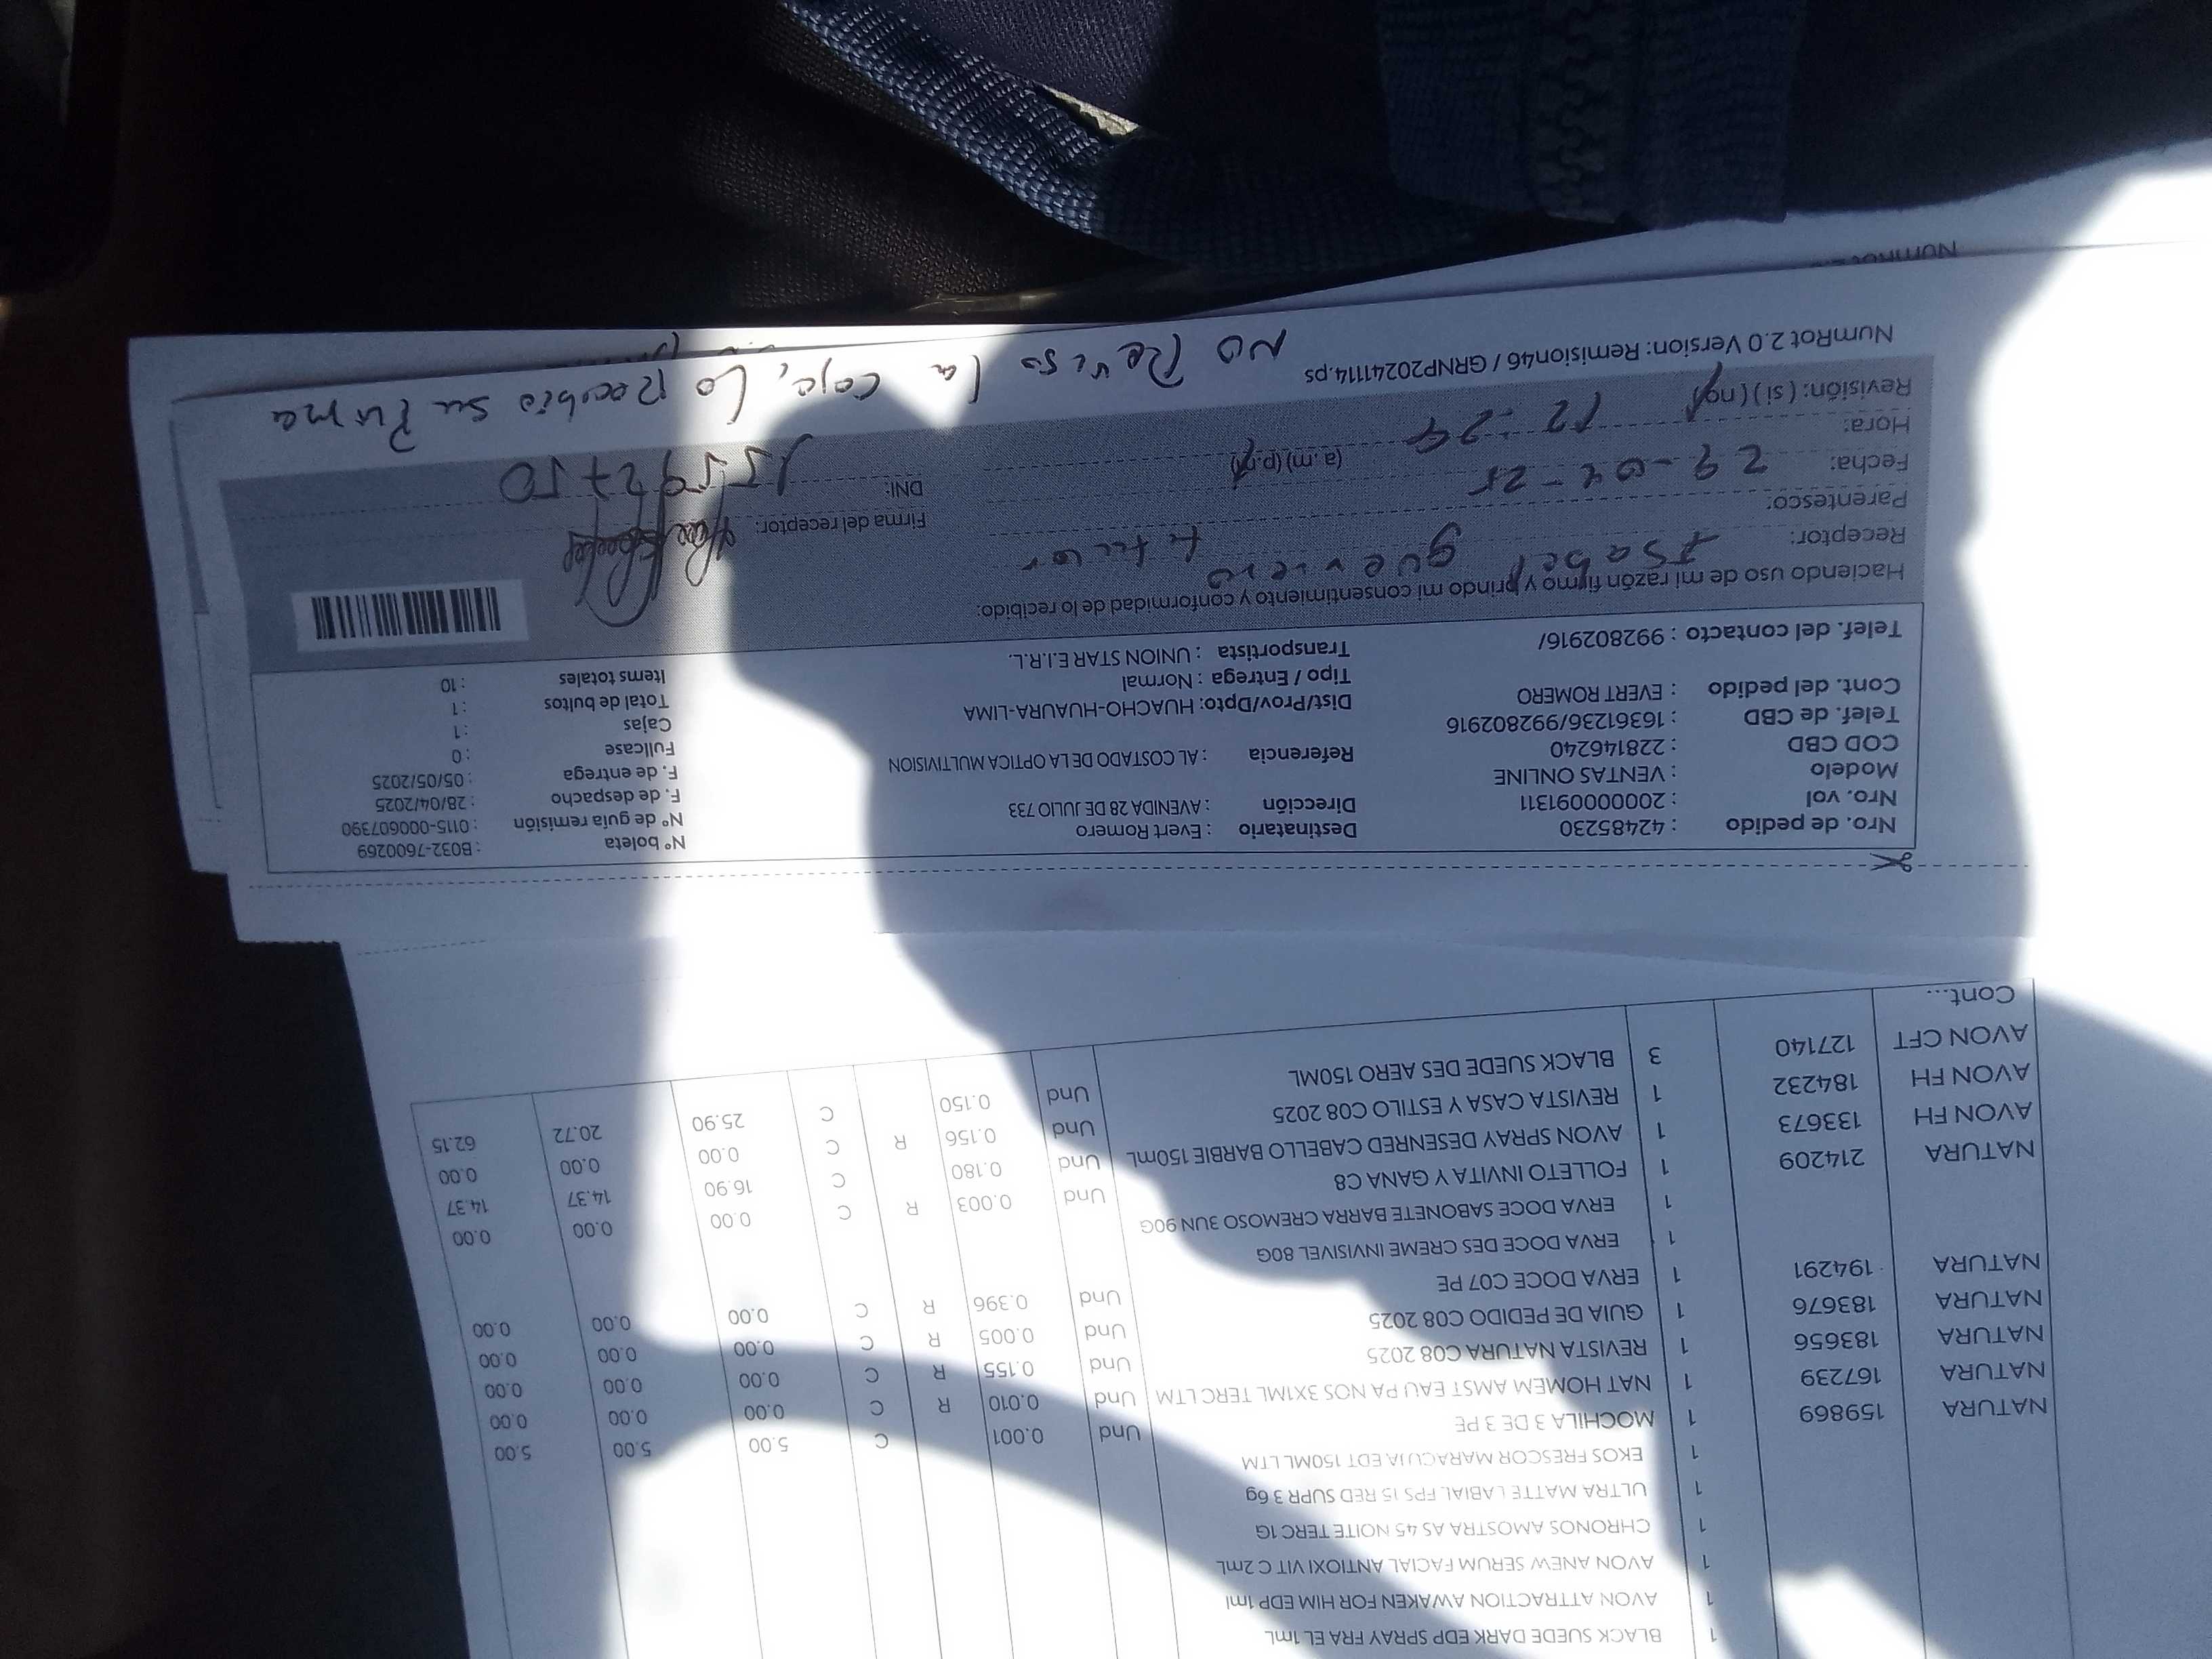 1 BLACK SUEDE DARK EDP SPRAY FRA EL 1mL
1 AVON ATTRACTION AWAKEN FOR HIM EDP 1ml
1 AVON ANEW SERUM FACIAL ANTIOXI VIT C 2mL
1 CHRONOS AMOSTRA AS 45 NOITE TERC 1G
1 ULTRA MATTE LABIAL FPS 15 RED SUPR 3 6g
1 EKOS FRESCOR MARACUJA EDT 150ML LTM
NATURA 159869 1 MOCHILA 3 DE 3 PE Und 0.001 C 5.00 5.00 5.00
NATURA 167239 1 NAT HOMEM AMST EAU PA NOS 3X1ML TERC LTM Und 0.010 R C 0.00 0.00 0.00
NATURA 183656 1 REVISTA NATURA C08 2025 Und 0.155 R C 0.00 0.00 0.00
NATURA 183676 1 GUIA DE PEDIDO C08 2025 Und 0.005 R C 0.00 0.00 0.00
NATURA 194291 1 ERVA DOCE C07 PE Und 0.396 R C 0.00 0.00 0.00
1 ERVA DOCE DES CREME INVISIVEL 80G
1 ERVA DOCE SABONETE BARRA CREMOSO 3UN 90G
NATURA 214209 1 FOLLETO INVITA Y GANA C8 Und 0.003 R C 0.00 0.00 0.00
AVON FH 133673 1 AVON SPRAY DESENRED CABELLO BARBIE 150mL Und 0.180 C 16.90 14.37 14.37
AVON FH 184232 1 REVISTA CASA Y ESTILO C08 2025 Und 0.156 R C 0.00 0.00 0.00
AVON CFT 127140 3 BLACK SUEDE DES AERO 150ML Und 0.150 C 25.90 20.72 62.15
Cont...
Nro. de pedido : 42485230 Destinatario : Evert Romero Nº boleta : B032-7600269
Nro. vol : 20000009 1311 Dirección : AVENIDA DE 28 DE JULIO 733 Nº de guía remisión : 0115-0000607390
Modelo : VENTAS ONLINE F. de despacho : 28/04/2025
COD CBD : 228146240 Referencia : AL COSTADO DE LA OPTICA MULTIVISION F. de entrega : 05/05/2025
Telef. de CBD : 16361236/992802916 Dist/Prov/Dpto: HUACHO-HUAURA-LIMA Fullcase : 0
Cont. del pedido : EVERT ROMERO Tipo / Entrega : Normal Cajas : 1
Telef. del contacto : 992802916/ Transportista : UNION STAR E.I.R.L. Total de bultos : 1
Items totales : 10
Haciendo uso de mi razón firmo y brindo mi consentimiento y conformidad de lo recibido:
Receptor: Isabel guerrero titular
Parentesco: Firma del receptor:
Fecha: 29-04-25 DNI: 15592750
Hora: 12:29 (a.m.) (p.m)
Revisión: (si) (no)
NumRot 2.0 Version: Remision46 / GRNP20241114.ps
NO Reviso la caja, Lo Recibio su Prima